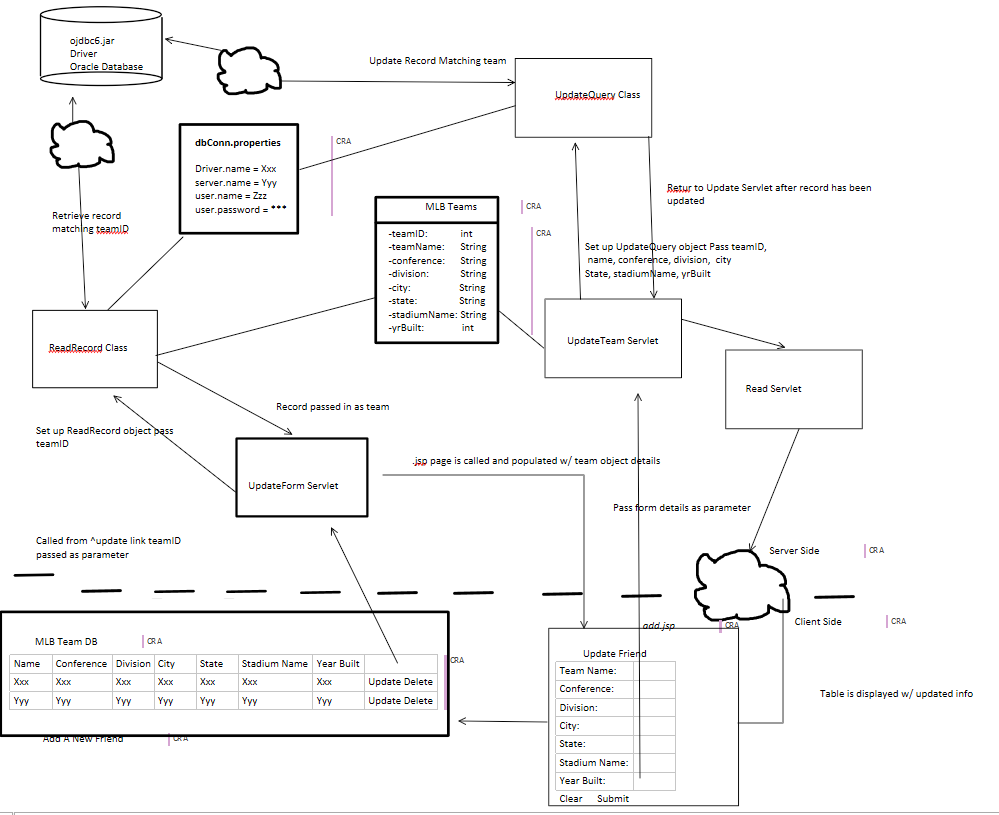 ojdbc6.jar
Driver
Oracle Database
Update Record Matching team
UpdateQuery Class
dbConn.properties
Driver.name = Xxx
server.name = Yyy
user.name = Zzz
user.password = ***
CRA
MLB Teams
CRA
-teamID: int
-teamName: String
-conference: String
-division: String
-city: String
-state: String
-stadiumName: String
-yrBuilt: int
CRA
Retrieve record
matching teamID
Retur to Update Servlet after record has been
updated
Set up UpdateQuery object Pass teamID,
name, conference, division, city
State, stadiumName, yrBuilt
ReadRecord Class
UpdateTeam Servlet
Read Servlet
Record passed in as team
Set up ReadRecord object pass
teamID
UpdateForm Servlet
.jsp page is called and populated w/ team object details
Pass form details as parameter
Called from ^update link teamID
passed as parameter
Server Side
CRA
Client Side
CRA
MLB Team DB
CRA
Name Conference Division City State Stadium Name Year Built
Xxx Xxx Xxx Xxx Xxx Xxx Xxx Update Delete
Yyy Yyy Yyy Yyy Yyy Yyy Yyy Update Delete
CRA
Add A New Friend
CRA
add.jsp
CRA
Update Friend
Team Name:
Conference:
Division:
City:
State:
Stadium Name:
Year Built:
Clear Submit
Table is displayed w/ updated info